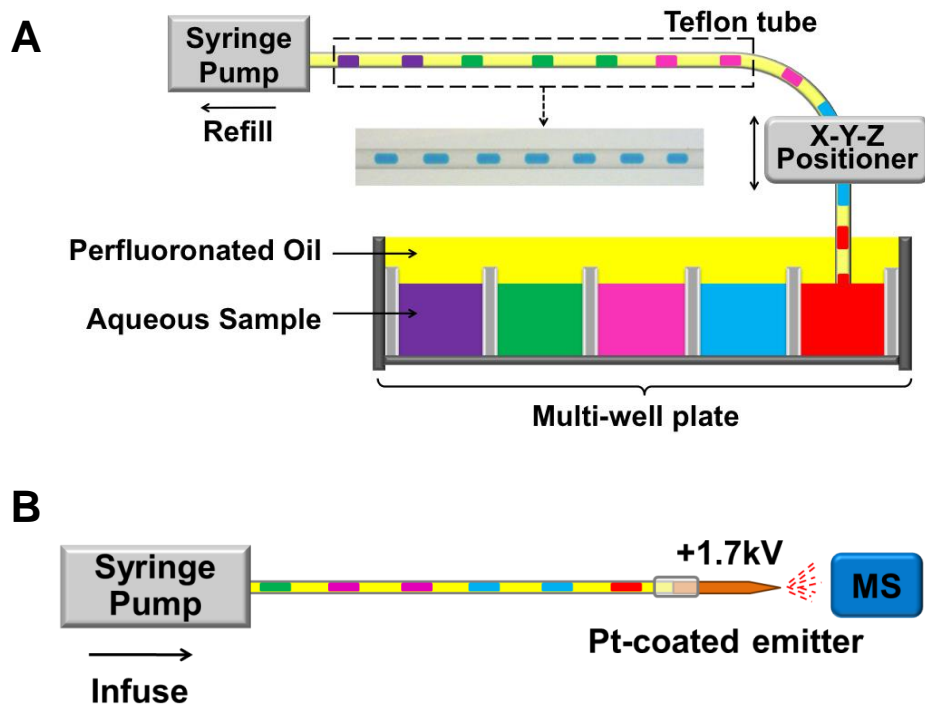 A
Teflon tube
Syringe
Pump
Refill
X-Y-Z
Positioner
Perfluoronated Oil
Aqueous Sample
Multi-well plate
B
Syringe
Pump
+1.7kV
MS
Pt-coated emitter
Infuse